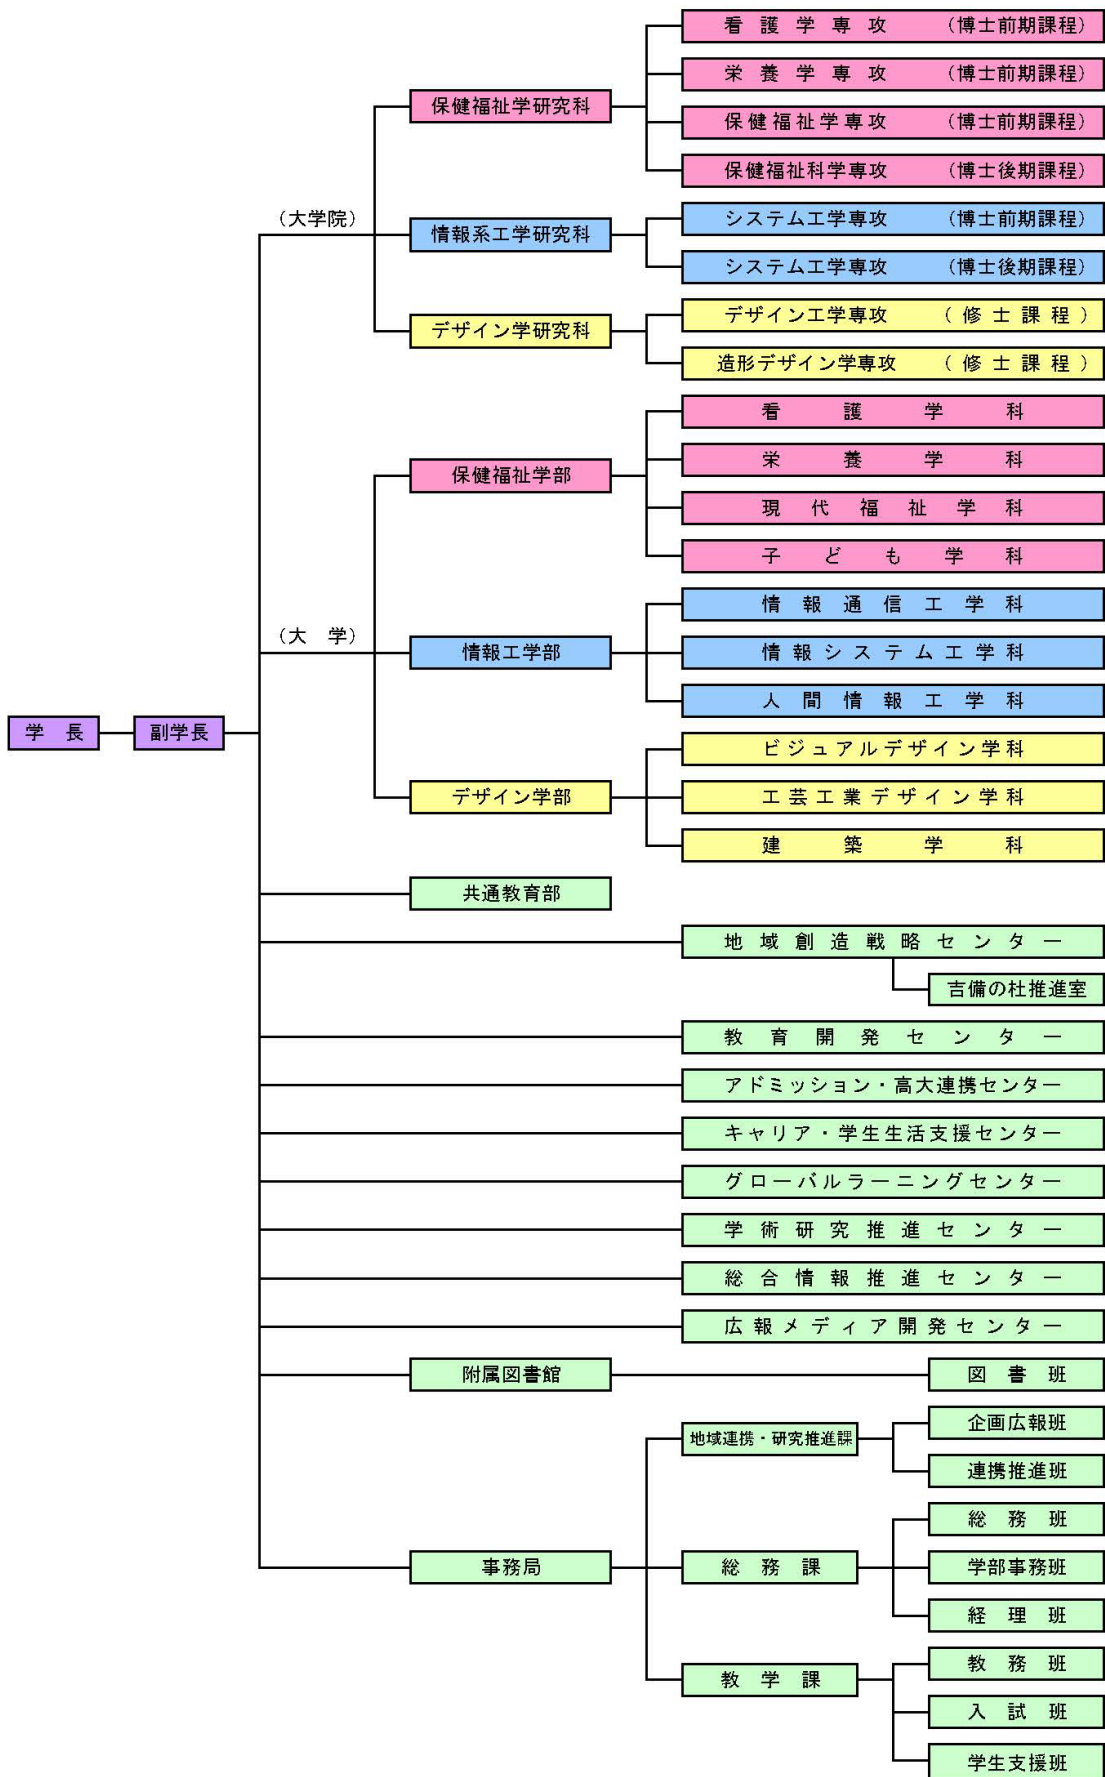 看護学専攻 （博士前期課程）
栄養学専攻 （博士前期課程）
保健福祉学研究科
保健福祉学専攻 （博士前期課程）
保健福祉科学専攻 （博士後期課程）
（大学院）
情報系工学研究科
システム工学専攻 （博士前期課程）
システム工学専攻 （博士後期課程）
デザイン学研究科
デザイン工学専攻 （修士課程）
造形デザイン学専攻 （修士課程）
看護学科
保健福祉学部
栄養学科
現代福祉学科
子ども学科
（大　学）
情報工学部
情報通信工学科
情報システム工学科
人間情報工学科
学　長
副学長
ビジュアルデザイン学科
デザイン学部
工芸工業デザイン学科
建築学科
共通教育部
地域創造戦略センター
吉備の杜推進室
教育開発センター
アドミッション・高大連携センター
キャリア・学生生活支援センター
グローバルラーニングセンター
学術研究推進センター
総合情報推進センター
広報メディア開発センター
附属図書館
図書班
地域連携・研究推進課
企画広報班
連携推進班
事務局
総務課
総務班
学部事務班
経理班
教学課
教務班
入試班
学生支援班